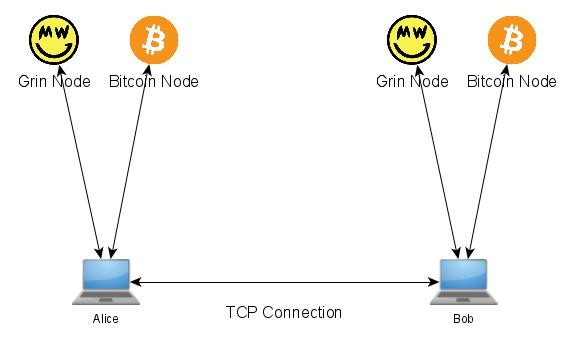 MW
MW
Grin Node
Bitcoin Node
Grin Node
Bitcoin Node
TCP Connection
Alice
Bob